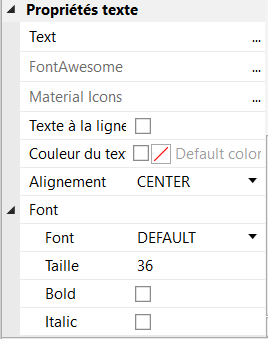 Propriétés texte
Text ...
FontAwesome ...
Material Icons ...
Texte à la ligne
Couleur du tex Default color
Alignement CENTER
Font
Font DEFAULT
Taille 36
Bold
Italic